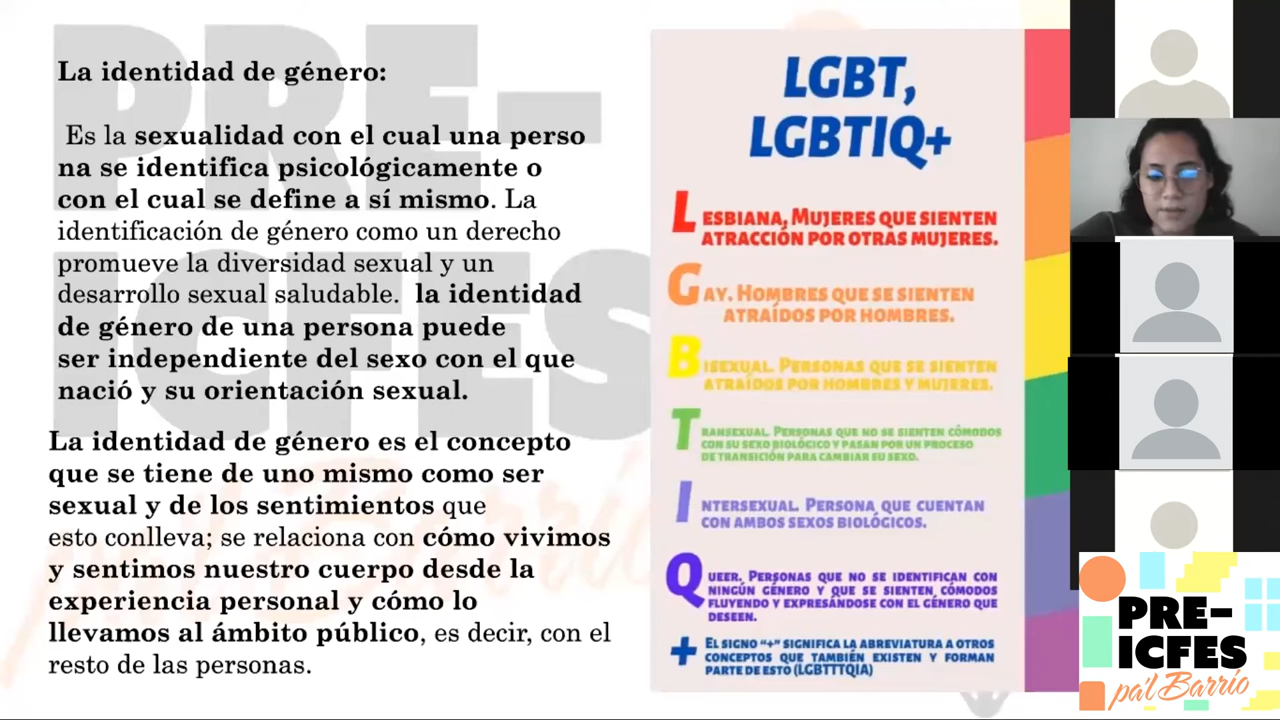 La identidad de género:
Es la sexualidad con el cual una perso
na se identifica psicológicamente o
con el cual se define a sí mismo. La
identificación de género como un derecho
promueve la diversidad sexual y un
desarrollo sexual saludable. la identidad
de género de una persona puede
ser independiente del sexo con el que
nació y su orientación sexual.
La identidad de género es el concepto
que se tiene de uno mismo como ser
sexual y de los sentimientos que
esto conlleva; se relaciona con cómo vivimos
y sentimos nuestro cuerpo desde la
experiencia personal y cómo lo
llevamos al ámbito público, es decir, con el
resto de las personas.
LGBT,
LGBTIQ+
LESBIANA, MUJERES QUE SIENTEN
ATRACCIÓN POR OTRAS MUJERES.
GAY. HOMBRES QUE SE SIENTEN
ATRAÍDOS POR HOMBRES.
BISEXUAL. PERSONAS QUE SE SIENTEN
ATRAÍDOS POR HOMBRES Y MUJERES.
TRANSEXUAL. PERSONAS QUE NO SE SIENTEN CÓMODOS
CON SU SEXO BIOLÓGICO Y PASAN POR UN PROCESO
DE TRANSICIÓN PARA CAMBIAR SU SEXO.
INTERSEXUAL. PERSONA QUE CUENTAN
CON AMBOS SEXOS BIOLÓGICOS.
QUEER. PERSONAS QUE NO SE IDENTIFICAN CON
NINGÚN GÉNERO Y QUE SE SIENTEN CÓMODOS
FLUYENDO Y EXPRESÁNDOSE CON EL GÉNERO QUE
DESEEN.
+ EL SIGNO "+" SIGNIFICA LA ABREVIATURA A OTROS
CONCEPTOS QUE TAMBIÉN EXISTEN Y FORMAN
PARTE DE ESTO (LGBTTTQIA)
PRE-
ICFES
pa'l Barrio
PRE-
ICFES